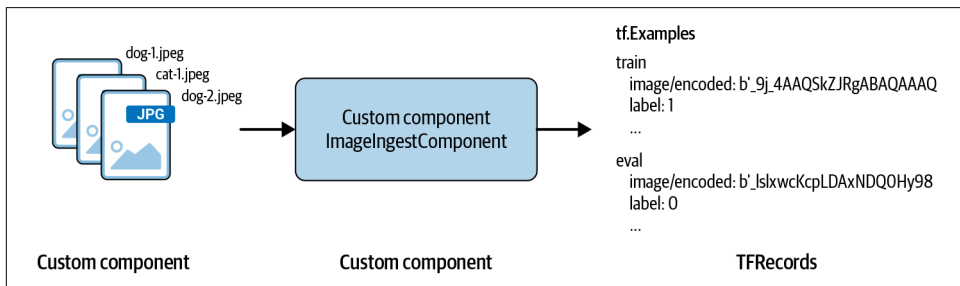 dog-1.jpeg
cat-1.jpeg
dog-2.jpeg
JPG
Custom component
ImageIngestComponent
tf.Examples
train
image/encoded: b'_9j_4AAQSkZJRgABAQAAAQ
label: 1
...
eval
image/encoded: b'_lslxwcKcpLDAxNDQ0Hy98
label: 0
...
Custom component
Custom component
TFRecords